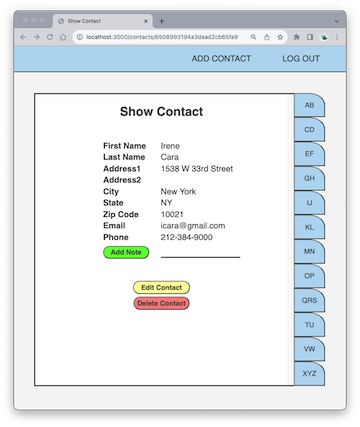 Show Contact
localhost:3000/contacts/6508993194a3daad2cb65fa9
ADD CONTACT LOG OUT
Show Contact
First Name Irene
Last Name Cara
Address1 1538 W 33rd Street
Address2
City New York
State NY
Zip Code 10021
Email icara@gmail.com
Phone 212-384-9000
Add Note
Edit Contact
Delete Contact
AB
CD
EF
GH
IJ
KL
MN
OP
QRS
TU
VW
XYZ